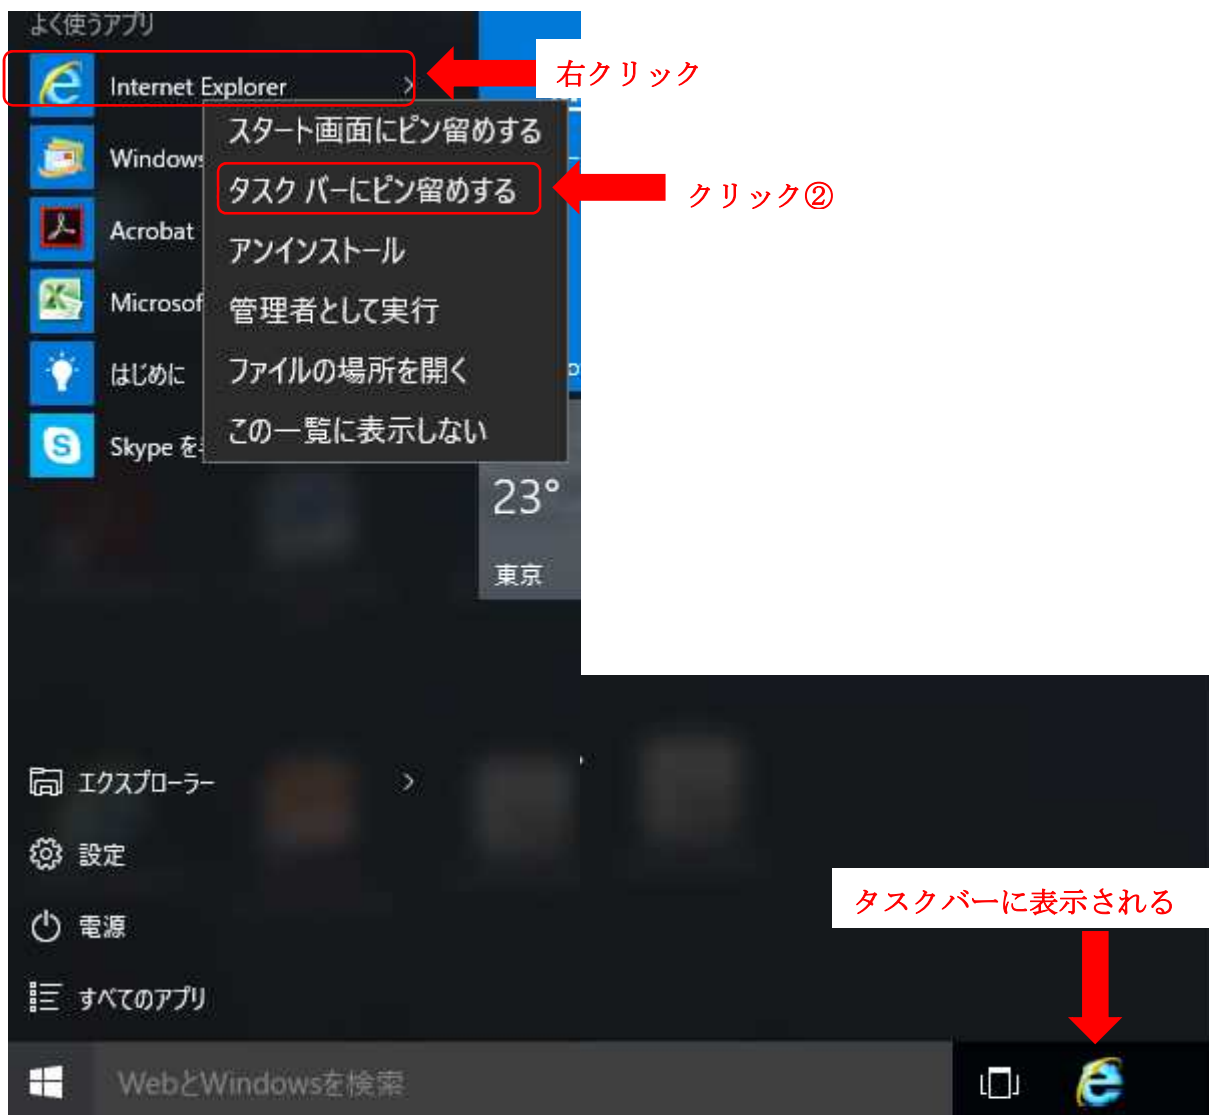 よく使うアプリ
Internet Explorer
右クリック
スタート画面にピン留めする
Windows
タスク バーにピン留めする
クリック②
Acrobat
アンインストール
Microsof
管理者として実行
はじめに
ファイルの場所を開く
Skype を
この一覧に表示しない
23°
東京
エクスプローラー
設定
タスクバーに表示される
電源
すべてのアプリ
WebとWindowsを検索